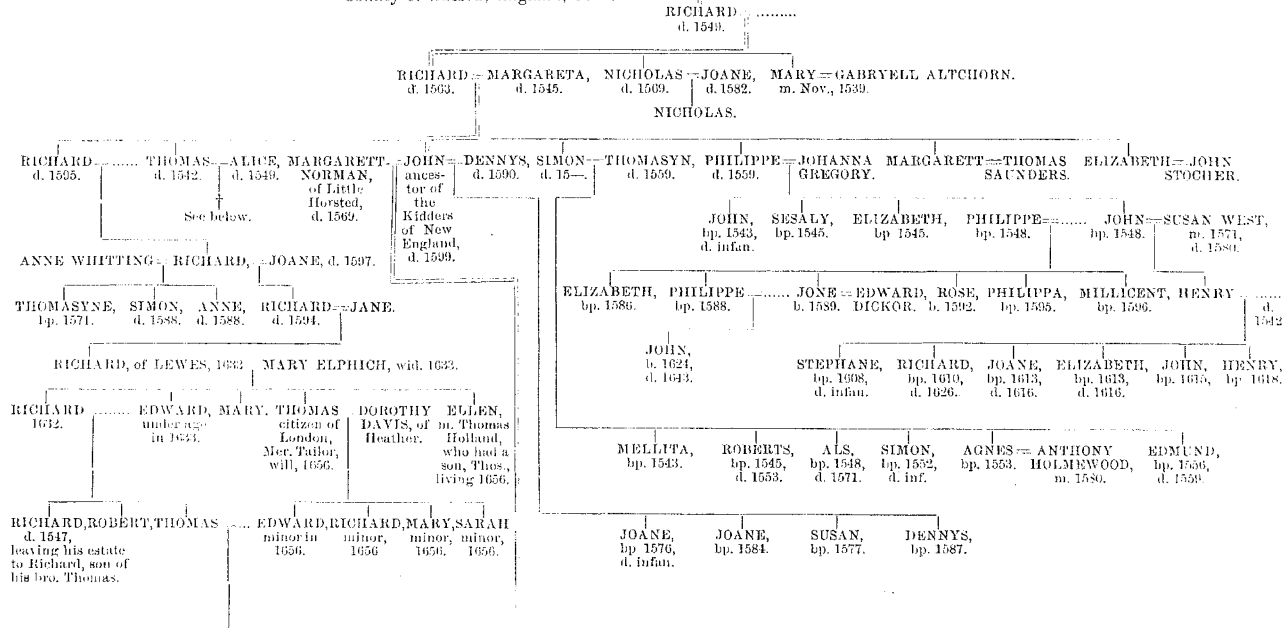 RICHARD = .........
d. 1549.
RICHARD = MARGARETA, NICHOLAS = JOANE, MARY = GABRYELL ALTCHORN.
d. 1563. d. 1545. d. 1569. d. 1582. m. Nov., 1539.
NICHOLAS.
RICHARD = ...... THOMAS = ALICE, MARGARETT = JOHN = DENNYS, SIMON = THOMASYN, PHILIPPE = JOHANNA MARGARETT = THOMAS ELIZABETH = JOHN
d. 1595. d. 1542. d. 1549. NORMAN, ances- d. 1590. d. 15—. d. 1559. d. 1559. GREGORY. SAUNDERS. STOCHER.
of Little tor of
Horsted, the
d. 1569. Kidders
of New
England,
d. 1599.
See below.
JOHN, SESALY, ELIZABETH, PHILIPPE = ...... JOHN = SUSAN WEST,
bp. 1543, bp. 1545. bp 1545. bp. 1548. bp. 1548. m. 1571,
d. infan. d. 1580.
ANNE WHITTING = RICHARD, = JOANE, d. 1597.
ELIZABETH, PHILIPPE = ...... JONE = EDWARD, ROSE, PHILIPPA, MILLICENT, HENRY = ......
bp. 1586. bp. 1588. b. 1589. DICKOR. b. 1592. bp. 1595. bp. 1596. d.
1542
THOMASYNE, SIMON, ANNE, RICHARD = JANE.
bp. 1571. d. 1588. d. 1588. d. 1594.
JOHN, STEPHANE, RICHARD, JOANE, ELIZABETH, JOHN, HENRY,
b. 1624, bp. 1608, bp. 1610, bp. 1613, bp. 1613, bp. 1615, bp 1618.
d. 1643. d. infan. d. 1626. d. 1616. d. 1616.
RICHARD, of LEWES, 1632 MARY ELPHICH, wid. 1633.
RICHARD ........ EDWARD, MARY. THOMAS DOROTHY ELLEN,
1632. under age citizen of DAVIS, of m. Thomas
in 1633. London, Heather. Holland,
Mer. Tailor, who had a
will, 1656. son, Thos.,
living 1656.
MELLITA, ROBERTS, ALS, SIMON, AGNES = ANTHONY EDMUND,
bp. 1543. bp. 1545, bp. 1548, bp. 1552, bp. 1553. HOLMEWOOD, bp. 1556,
d. 1553. d. 1571. d. inf. m. 1580. d. 1559.
RICHARD, ROBERT, THOMAS ...... EDWARD, RICHARD, MARY, SARAH
d. 1547, minor in minor, minor, minor,
leaving his estate 1656. 1656 1656. 1656.
to Richard, son of
his bro. Thomas.
JOANE, JOANE, SUSAN, DENNYS,
bp 1576, bp. 1584. bp. 1577. bp. 1587.
d. infan.